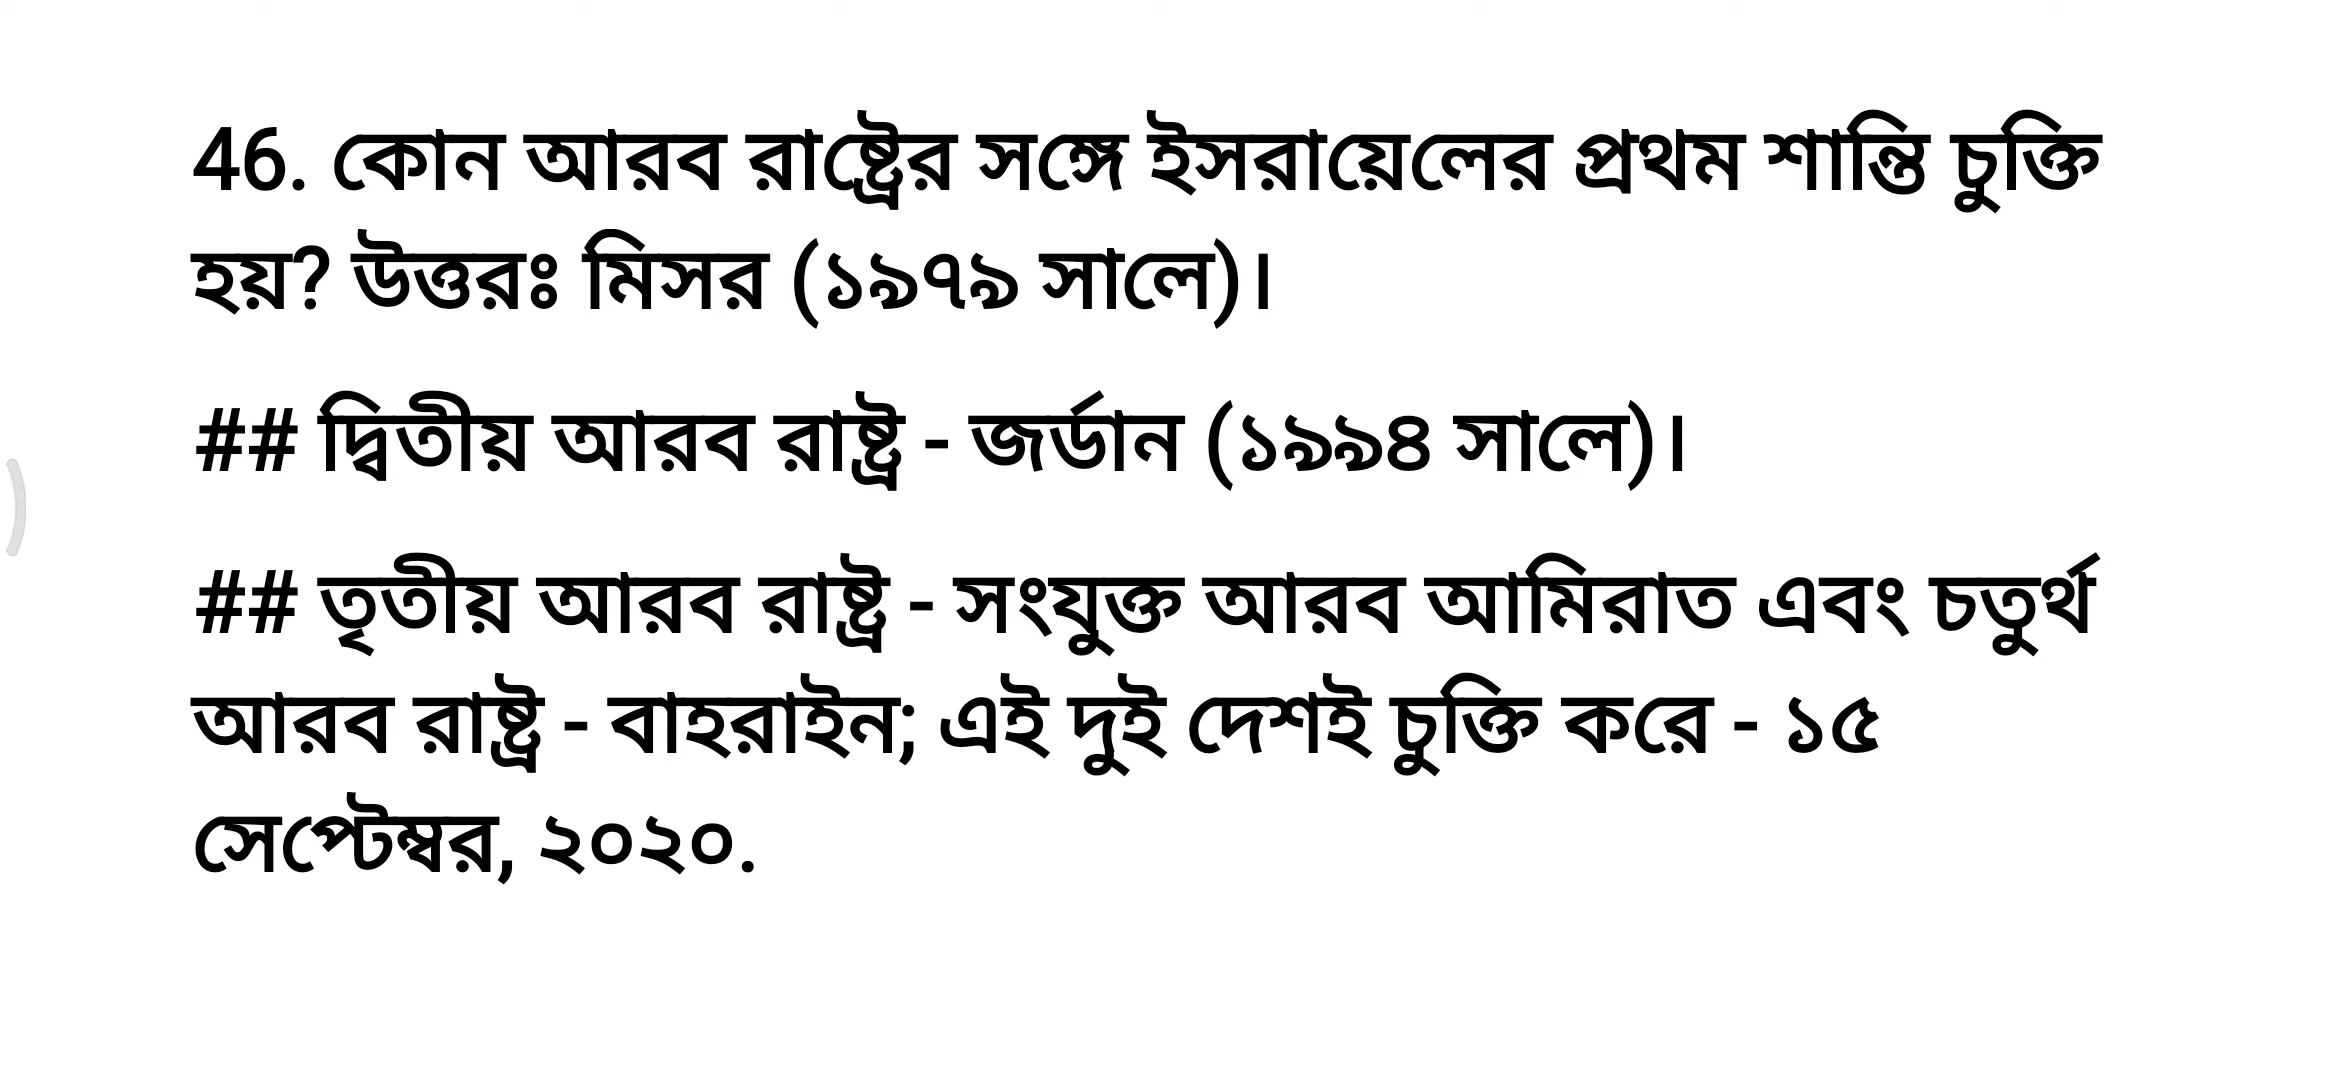 46. কোন আরব রাষ্ট্রের সঙ্গে ইসরায়েলের প্রথম শান্তি চুক্তি
হয়? উত্তরঃ মিসর (১৯৭৯ সালে)।
## দ্বিতীয় আরব রাষ্ট্র - জর্ডান (১৯৯৪ সালে)।
## তৃতীয় আরব রাষ্ট্র - সংযুক্ত আরব আমিরাত এবং চতুর্থ
আরব রাষ্ট্র - বাহরাইন; এই দুই দেশই চুক্তি করে - ১৫
সেপ্টেম্বর, ২০২০.